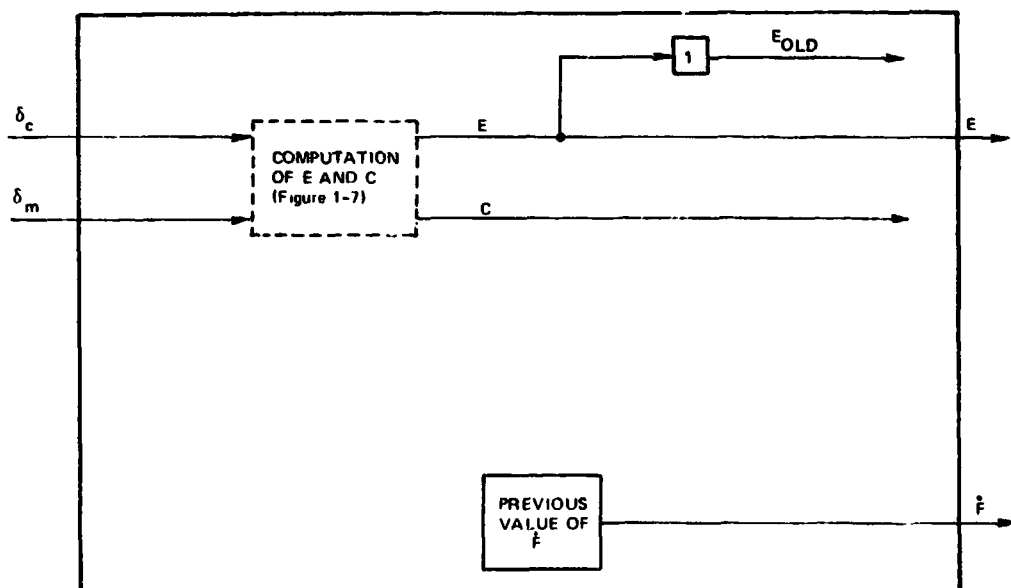 E_OLD
1
δ_c
E
E
COMPUTATION
OF E AND C
(Figure 1-7)
δ_m
C
PREVIOUS
VALUE OF
Ḟ
Ḟ